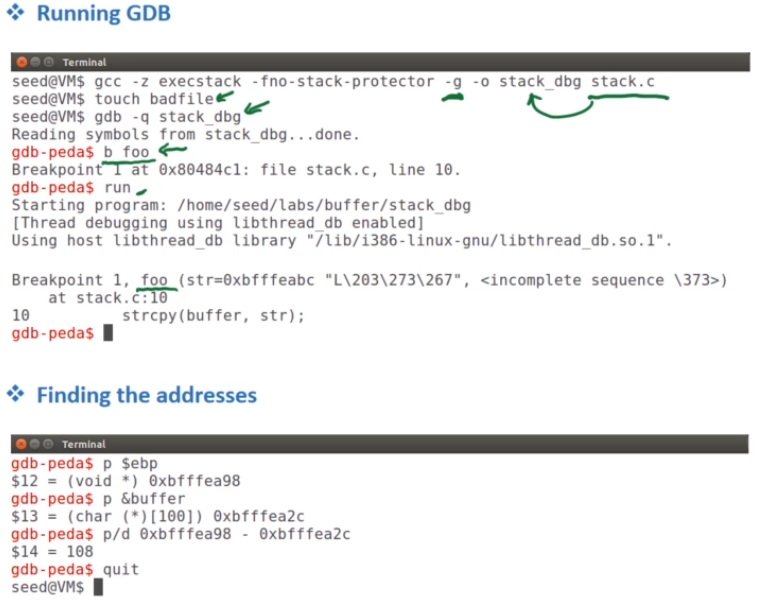 Running GDB
Terminal
seed@VM$ gcc -z execstack -fno-stack-protector -g -o stack_dbg stack.c
seed@VM$ touch badfile
seed@VM$ gdb -q stack_dbg
Reading symbols from stack_dbg...done.
gdb-peda$ b foo
Breakpoint 1 at 0x80484c1: file stack.c, line 10.
gdb-peda$ run
Starting program: /home/seed/labs/buffer/stack_dbg
[Thread debugging using libthread_db enabled]
Using host libthread_db library "/lib/i386-linux-gnu/libthread_db.so.1".
Breakpoint 1, foo (str=0xbfffeabc "L\203\273\267", <incomplete sequence \373>)
at stack.c:10
10 strcpy(buffer, str);
gdb-peda$
Finding the addresses
Terminal
gdb-peda$ p $ebp
$12 = (void *) 0xbfffea98
gdb-peda$ p &buffer
$13 = (char (*)[100]) 0xbfffea2c
gdb-peda$ p/d 0xbfffea98 - 0xbfffea2c
$14 = 108
gdb-peda$ quit
seed@VM$